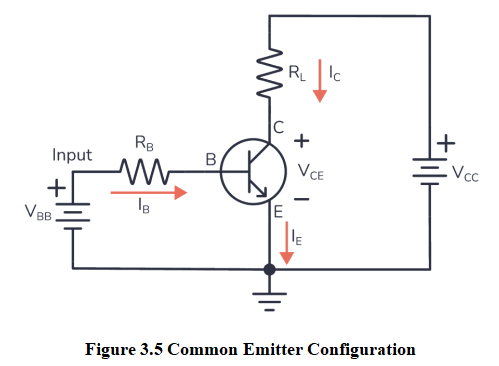 RL
IC
C
+
+
RB
Input
B
VCE
VCC
+
VBB
IB
−
E
IE
Figure 3.5 Common Emitter Configuration